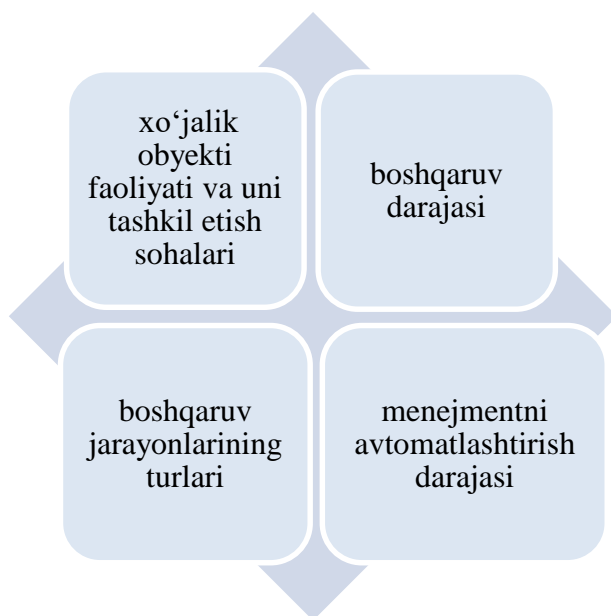 xo‘jalik
obyekti
faoliyati va uni
tashkil etish
sohalari
boshqaruv
darajasi
boshqaruv
jarayonlarining
turlari
menejmentni
avtomatlashtirish
darajasi